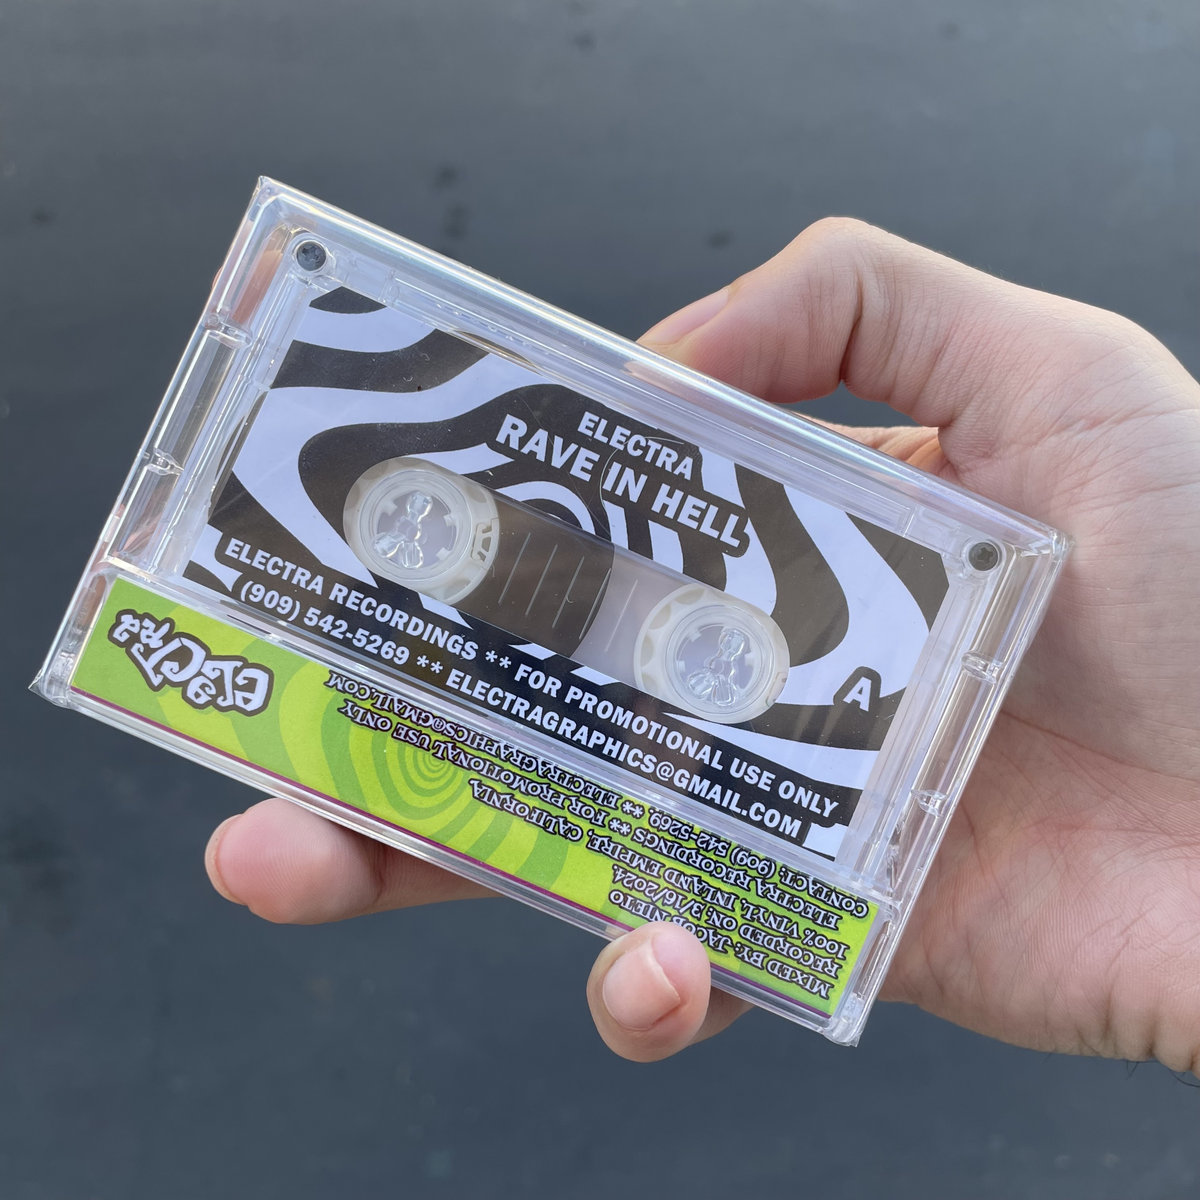 ELECTRA
RAVE IN HELL
A
ELECTRA RECORDINGS ** FOR PROMOTIONAL USE ONLY
(909) 542-5269 ** ELECTRAGRAPHICS@GMAIL.COM
ELECTRA
MIXED BY: JACOB NIETO
RECORDED ON: 3/16/2024.
100% VINYL. INLAND EMPIRE, CALIFORNIA
ELECTRA RECORDINGS ** FOR PROMOTIONAL USE ONLY
CONTACT: (909) 542-5269. ** ELECTRAGRAPHICS@GMAIL.COM